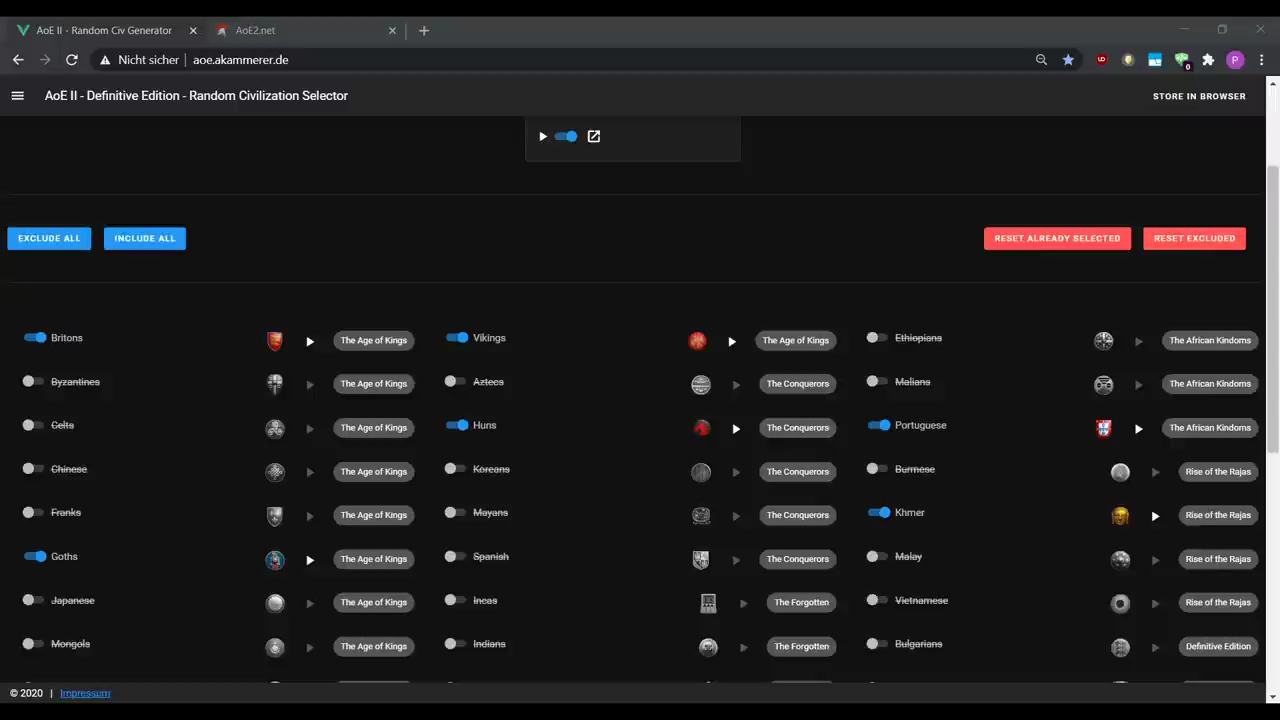 AoE II - Random Civ Generator
AoE2.net
Nicht sicher | aoe.akammerer.de
UD
0
P
AoE II - Definitive Edition - Random Civilization Selector
STORE IN BROWSER
EXCLUDE ALL
INCLUDE ALL
RESET ALREADY SELECTED
RESET EXCLUDED
Britons The Age of Kings Vikings The Age of Kings Ethiopians The African Kindoms
Byzantines The Age of Kings Aztecs The Conquerors Malians The African Kindoms
Celts The Age of Kings Huns The Conquerors Portuguese The African Kindoms
Chinese The Age of Kings Koreans The Conquerors Burmese Rise of the Rajas
Franks The Age of Kings Mayans The Conquerors Khmer Rise of the Rajas
Goths The Age of Kings Spanish The Conquerors Malay Rise of the Rajas
Japanese The Age of Kings Incas The Forgotten Vietnamese Rise of the Rajas
Mongols The Age of Kings Indians The Forgotten Bulgarians Definitive Edition
© 2020 | Impressum